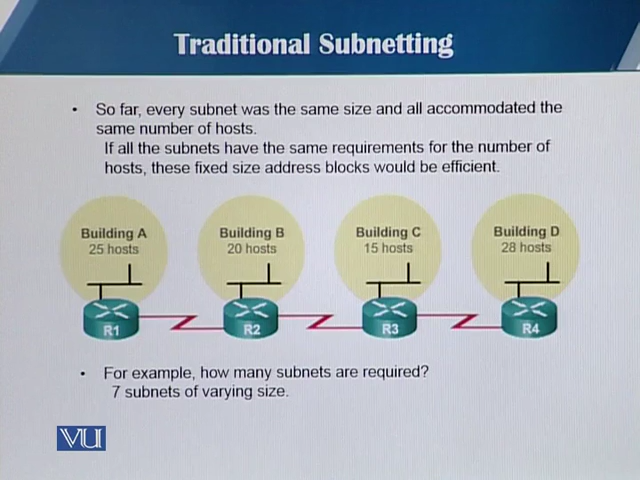 Traditional Subnetting
• So far, every subnet was the same size and all accommodated the
same number of hosts.
If all the subnets have the same requirements for the number of
hosts, these fixed size address blocks would be efficient.
Building A
25 hosts
Building B
20 hosts
Building C
15 hosts
Building D
28 hosts
R1
R2
R3
R4
• For example, how many subnets are required?
7 subnets of varying size.
VU